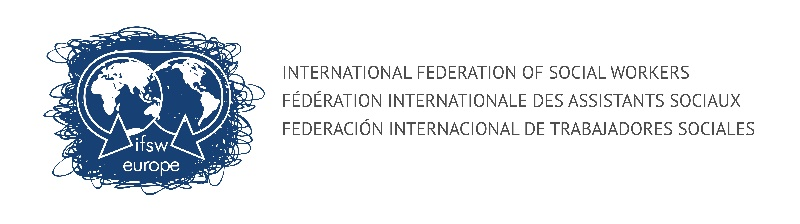 ifsw
europe
INTERNATIONAL FEDERATION OF SOCIAL WORKERS
FÉDÉRATION INTERNATIONALE DES ASSISTANTS SOCIAUX
FEDERACIÓN INTERNACIONAL DE TRABAJADORES SOCIALES